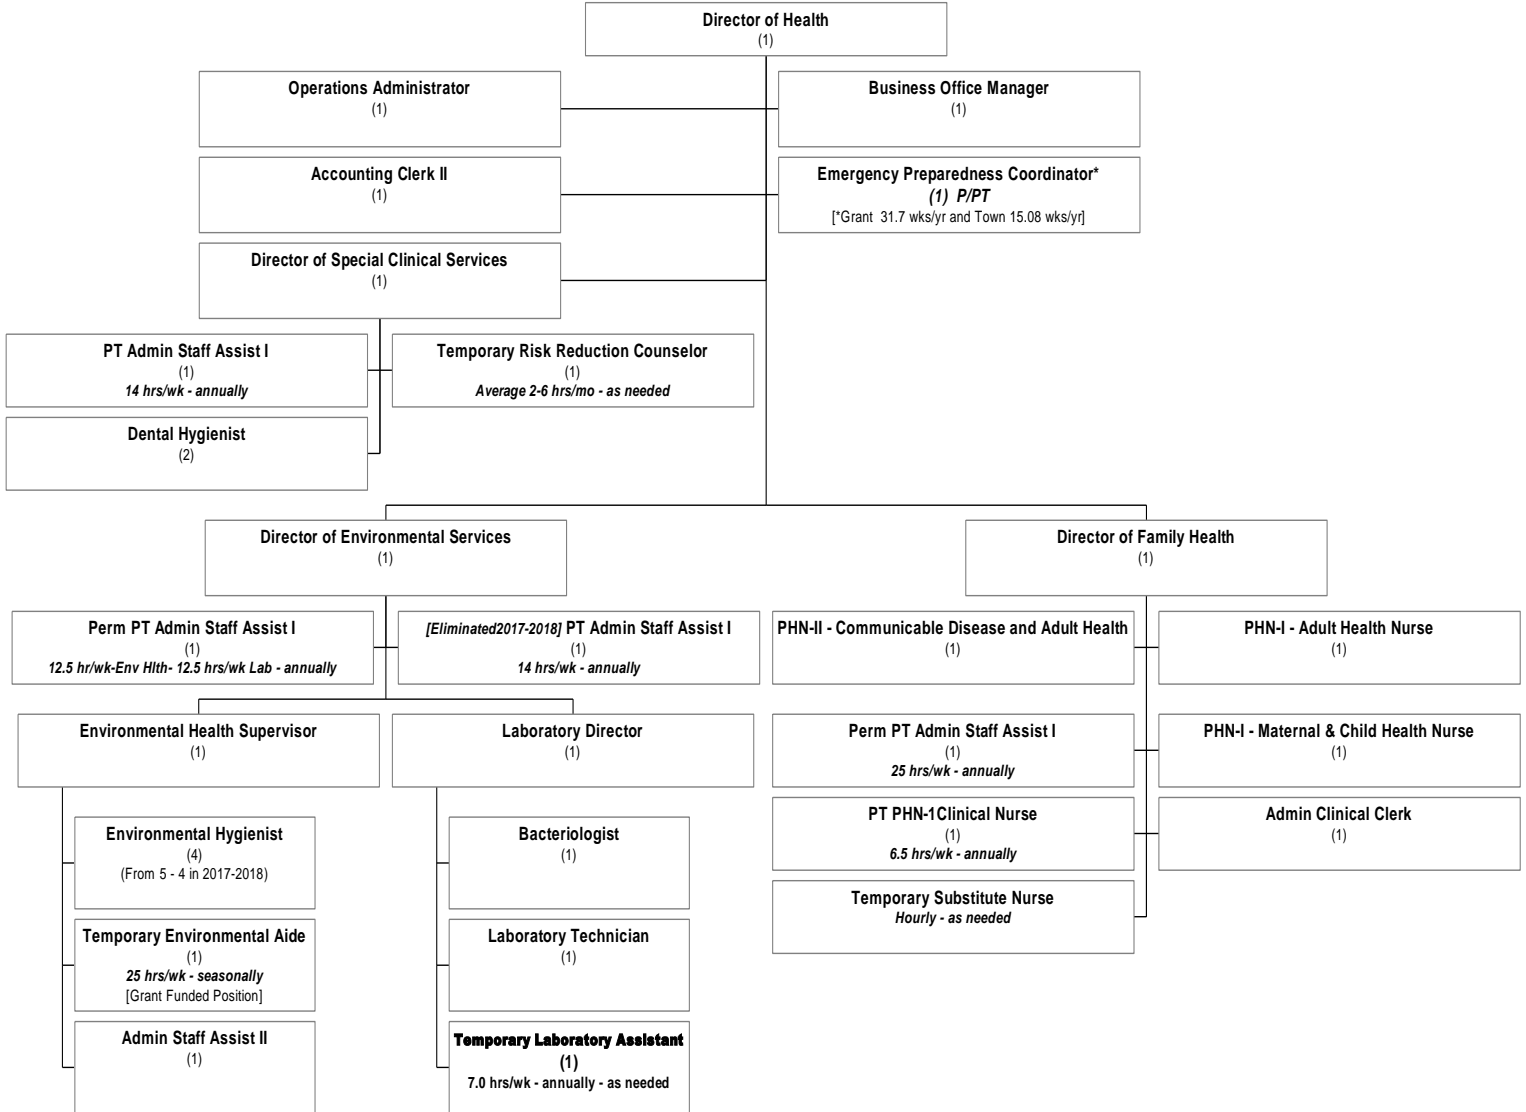 Director of Health
(1)
Operations Administrator
(1)
Business Office Manager
(1)
Accounting Clerk II
(1)
Emergency Preparedness Coordinator*
(1) P/PT
[*Grant 31.7 wks/yr and Town 15.08 wks/yr]
Director of Special Clinical Services
(1)
PT Admin Staff Assist I
(1)
14 hrs/wk - annually
Temporary Risk Reduction Counselor
(1)
Average 2-6 hrs/mo - as needed
Dental Hygienist
(2)
Director of Environmental Services
(1)
Director of Family Health
(1)
Perm PT Admin Staff Assist I
(1)
12.5 hr/wk-Env Hlth- 12.5 hrs/wk Lab - annually
[Eliminated2017-2018] PT Admin Staff Assist I
(1)
14 hrs/wk - annually
PHN-II - Communicable Disease and Adult Health
(1)
PHN-I - Adult Health Nurse
(1)
Environmental Health Supervisor
(1)
Laboratory Director
(1)
Perm PT Admin Staff Assist I
(1)
25 hrs/wk - annually
PHN-I - Maternal & Child Health Nurse
(1)
Environmental Hygienist
(4)
(From 5 - 4 in 2017-2018)
Bacteriologist
(1)
PT PHN-1Clinical Nurse
(1)
6.5 hrs/wk - annually
Admin Clinical Clerk
(1)
Temporary Substitute Nurse
Hourly - as needed
Temporary Environmental Aide
(1)
25 hrs/wk - seasonally
[Grant Funded Position]
Laboratory Technician
(1)
Admin Staff Assist II
(1)
Temporary Laboratory Assistant
(1)
7.0 hrs/wk - annually - as needed